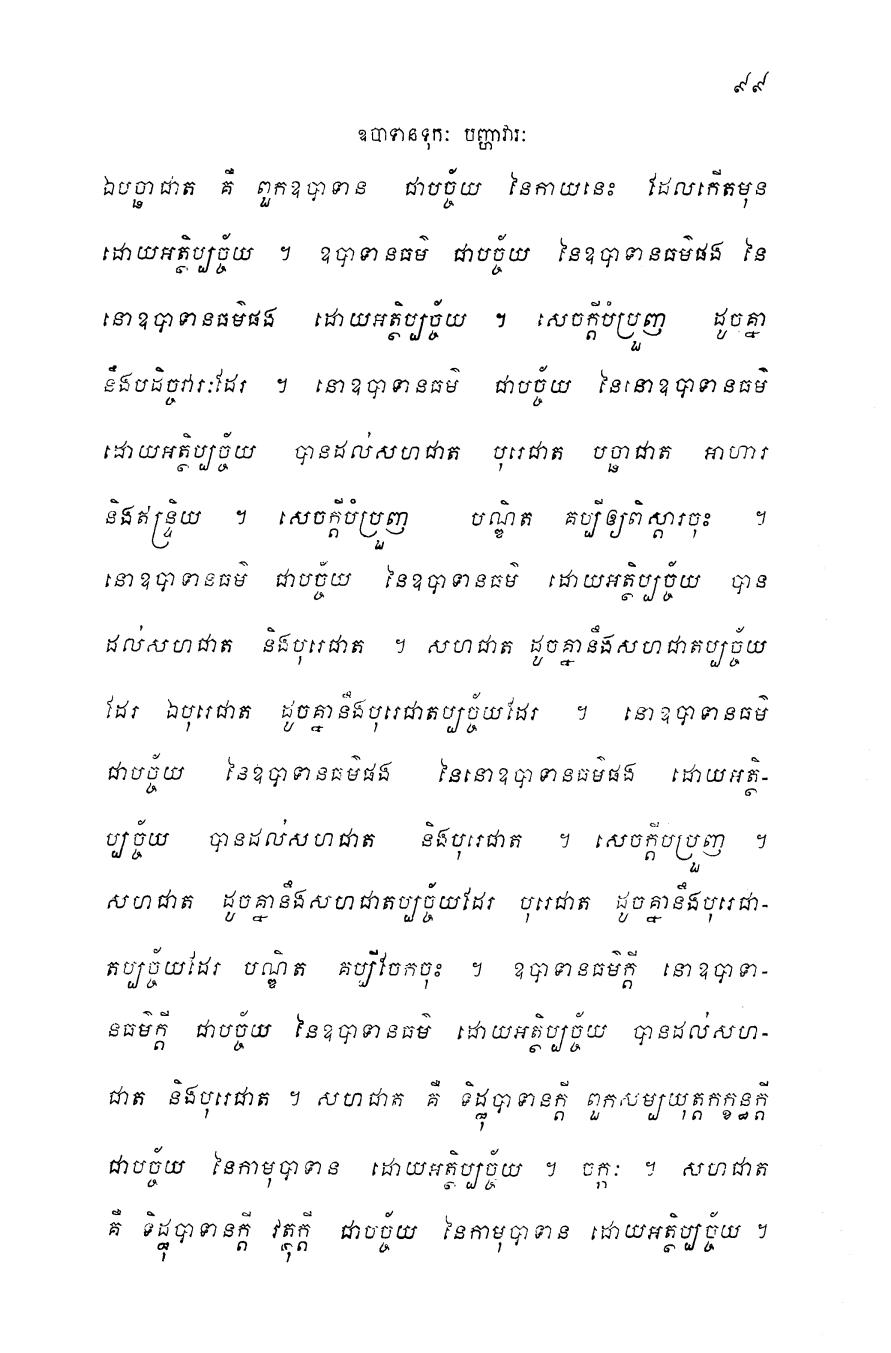 ៩៩
ឧបាទានទុកៈ បញ្ហាវារៈ
ឯបច្ឆាជាត គឺ ពួកឧបាទាន ជាបច្ច័យ នៃកាយនេះ ដែលកើតមុន
ដោយអត្ថិប្បច្ច័យ ។ ឧបាទានធម៌ ជាបច្ច័យ នៃឧបាទានធម៌ផង នៃ
នោឧបាទានធម៌ផង ដោយអត្ថិប្បច្ច័យ ។ សេចក្តីបំប្រួញ ដូចគ្នា
នឹងបដិច្ចវារៈដែរ ។ នោឧបាទានធម៌ ជាបច្ច័យ នៃនោឧបាទានធម៌
ដោយអត្ថិប្បច្ច័យ បានដល់សហជាត បុរេជាត បច្ឆាជាត អាហារ
និងឥន្ទ្រិយ ។ សេចក្តីបំប្រួញ បណ្ឌិត គប្បីឲ្យពិស្តារចុះ ។
នោឧបាទានធម៌ ជាបច្ច័យ នៃឧបាទានធម៌ ដោយអត្ថិប្បច្ច័យ បាន
ដល់សហជាត និងបុរេជាត ។ សហជាត ដូចគ្នានឹងសហជាតប្បច្ច័យ
ដែរ ឯបុរេជាត ដូចគ្នានឹងបុរេជាតប្បច្ច័យដែរ ។ នោឧបាទានធម៌
ជាបច្ច័យ នៃឧបាទានធម៌ផង នៃនោឧបាទានធម៌ផង ដោយអត្ថិ-
ប្បច្ច័យ បានដល់សហជាត និងបុរេជាត ។ សេចក្តីបប្រួញ ។
សហជាត ដូចគ្នានឹងសហជាតប្បច្ច័យដែរ បុរេជាត ដូចគ្នានឹងបុរេជា-
តប្បច្ច័យដែរ បណ្ឌិត គប្បីចែកចុះ ។ ឧបាទានធម៌ក្តី នោឧបាទា-
នធម៌ក្តី ជាបច្ច័យ នៃឧបាទានធម៌ ដោយអត្ថិប្បច្ច័យ បានដល់សហ-
ជាត និងបុរេជាត ។ សហជាត គឺ ទិដ្ឋុបាទានក្តី ពួកសម្បយុត្តកក្ខន្ធក្តី
ជាបច្ច័យ នៃកាមុបាទាន ដោយអត្ថិប្បច្ច័យ ។ ចក្កៈ ។ សហជាត
គឺ ទិដ្ឋុបាទានក្តី វត្ថុក្តី ជាបច្ច័យ នៃកាមុបាទាន ដោយអត្ថិប្បច្ច័យ ។